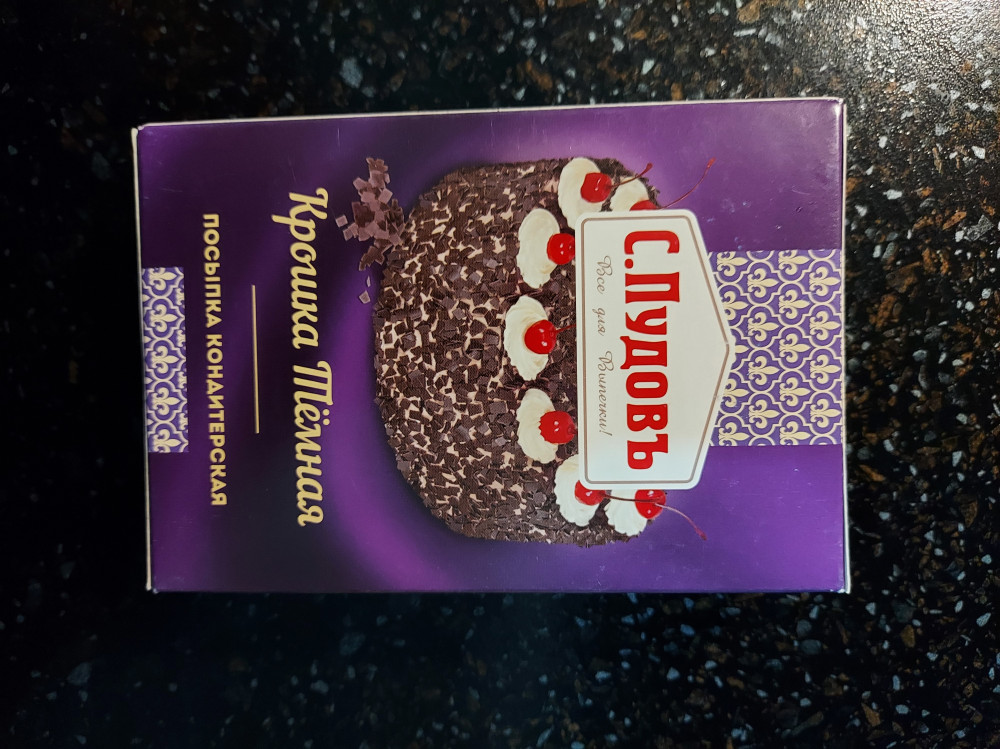 С.Пудовъ
Все для Выпечки!
Крошка Тёмная
ПОСЫПКА КОНДИТЕРСКАЯ